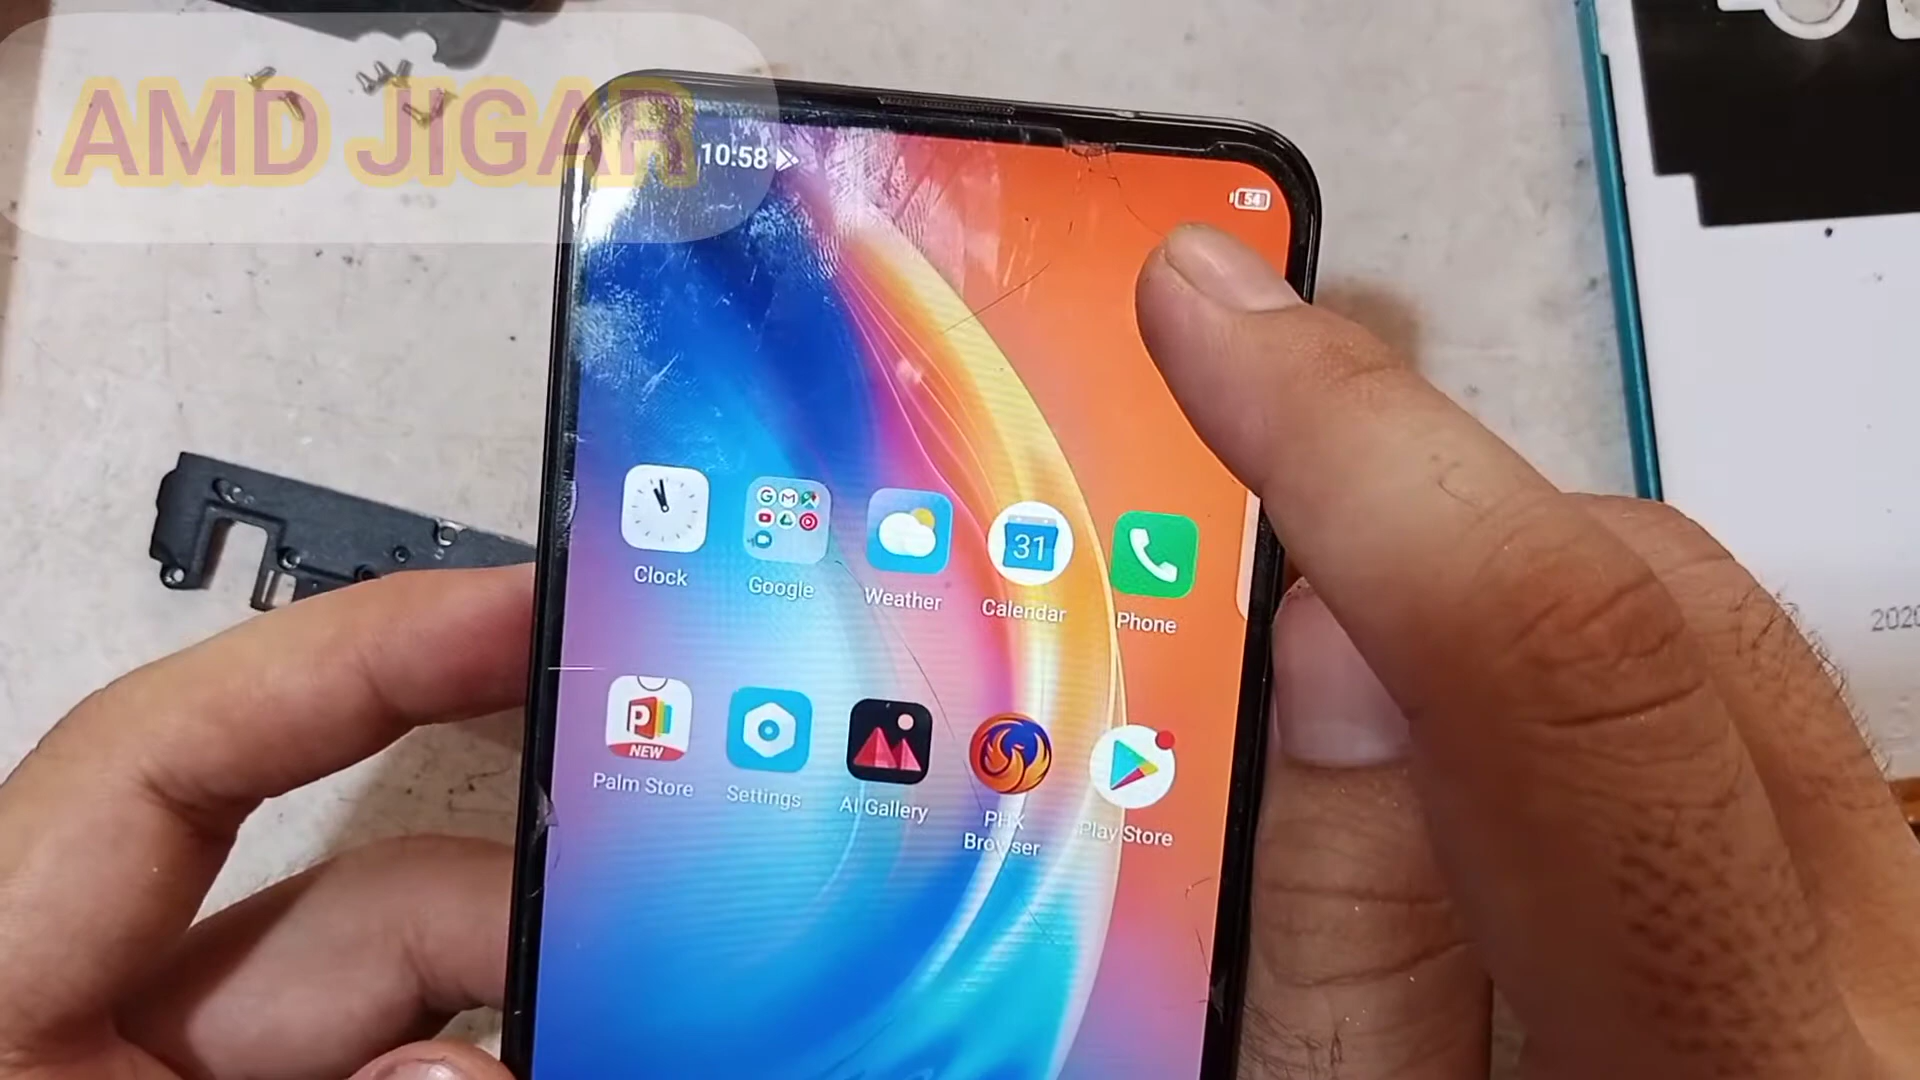 AMD JIGAR
10:58
54
31
Clock
Google
Weather
Calendar
Phone
NEW
Palm Store
Settings
AI Gallery
PHX
Browser
Play Store